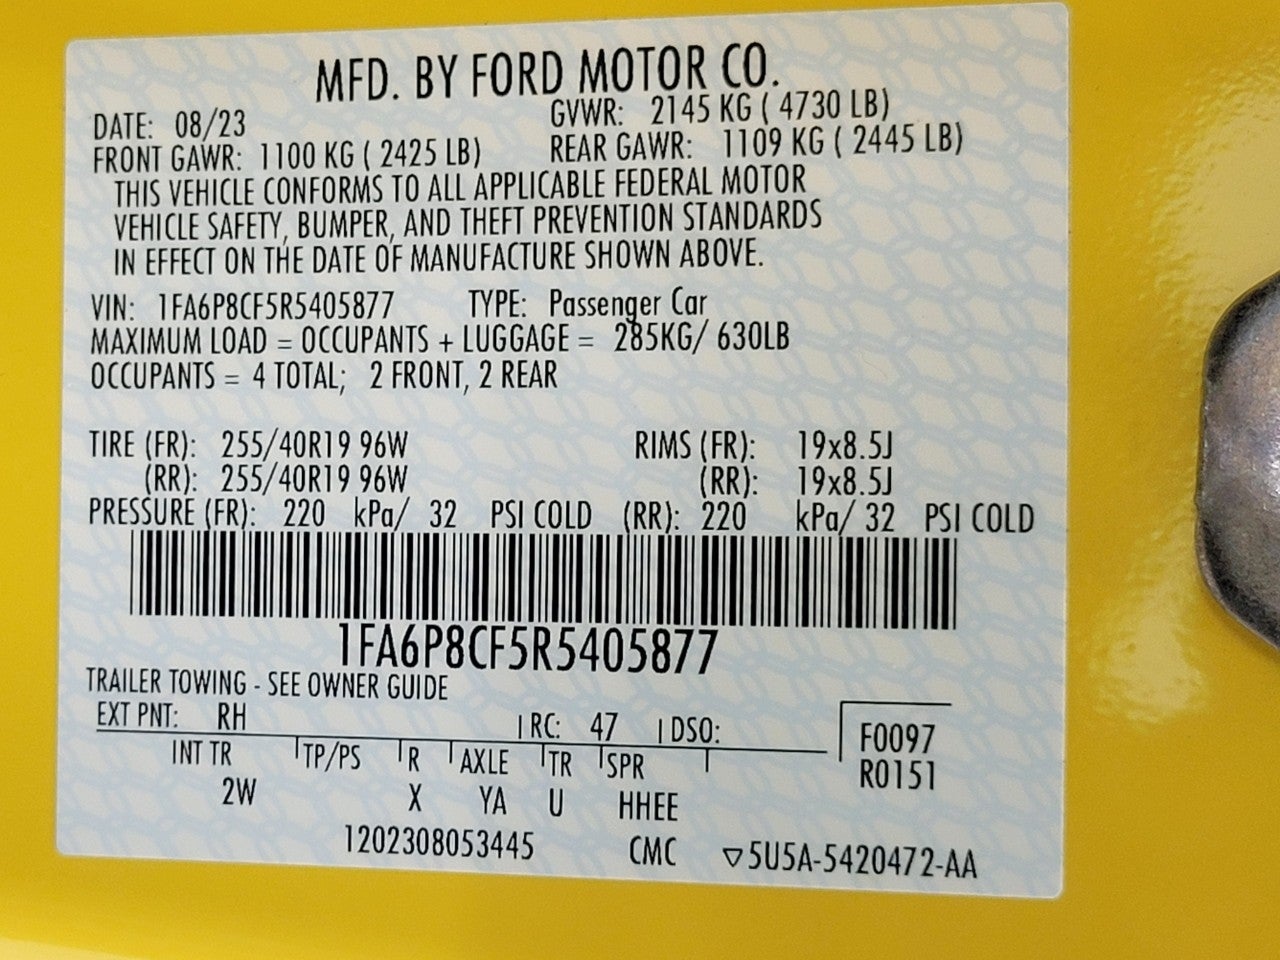 MFD. BY FORD MOTOR CO.
DATE: 08/23 GVWR: 2145 KG ( 4730 LB)
FRONT GAWR: 1100 KG ( 2425 LB) REAR GAWR: 1109 KG ( 2445 LB)
THIS VEHICLE CONFORMS TO ALL APPLICABLE FEDERAL MOTOR
VEHICLE SAFETY, BUMPER, AND THEFT PREVENTION STANDARDS
IN EFFECT ON THE DATE OF MANUFACTURE SHOWN ABOVE.
VIN: 1FA6P8CF5R5405877 TYPE: Passenger Car
MAXIMUM LOAD = OCCUPANTS + LUGGAGE = 285KG/ 630LB
OCCUPANTS = 4 TOTAL; 2 FRONT, 2 REAR
TIRE (FR): 255/40R19 96W RIMS (FR): 19x8.5J
(RR): 255/40R19 96W (RR): 19x8.5J
PRESSURE (FR): 220 kPa/ 32 PSI COLD (RR): 220 kPa/ 32 PSI COLD
1FA6P8CF5R5405877
TRAILER TOWING - SEE OWNER GUIDE
EXT PNT: RH RC: 47 DSO:
F0097
R0151
INT TR TP/PS R AXLE TR SPR
2W X YA U HHEE
1202308053445 CMC ▽5U5A-5420472-AA